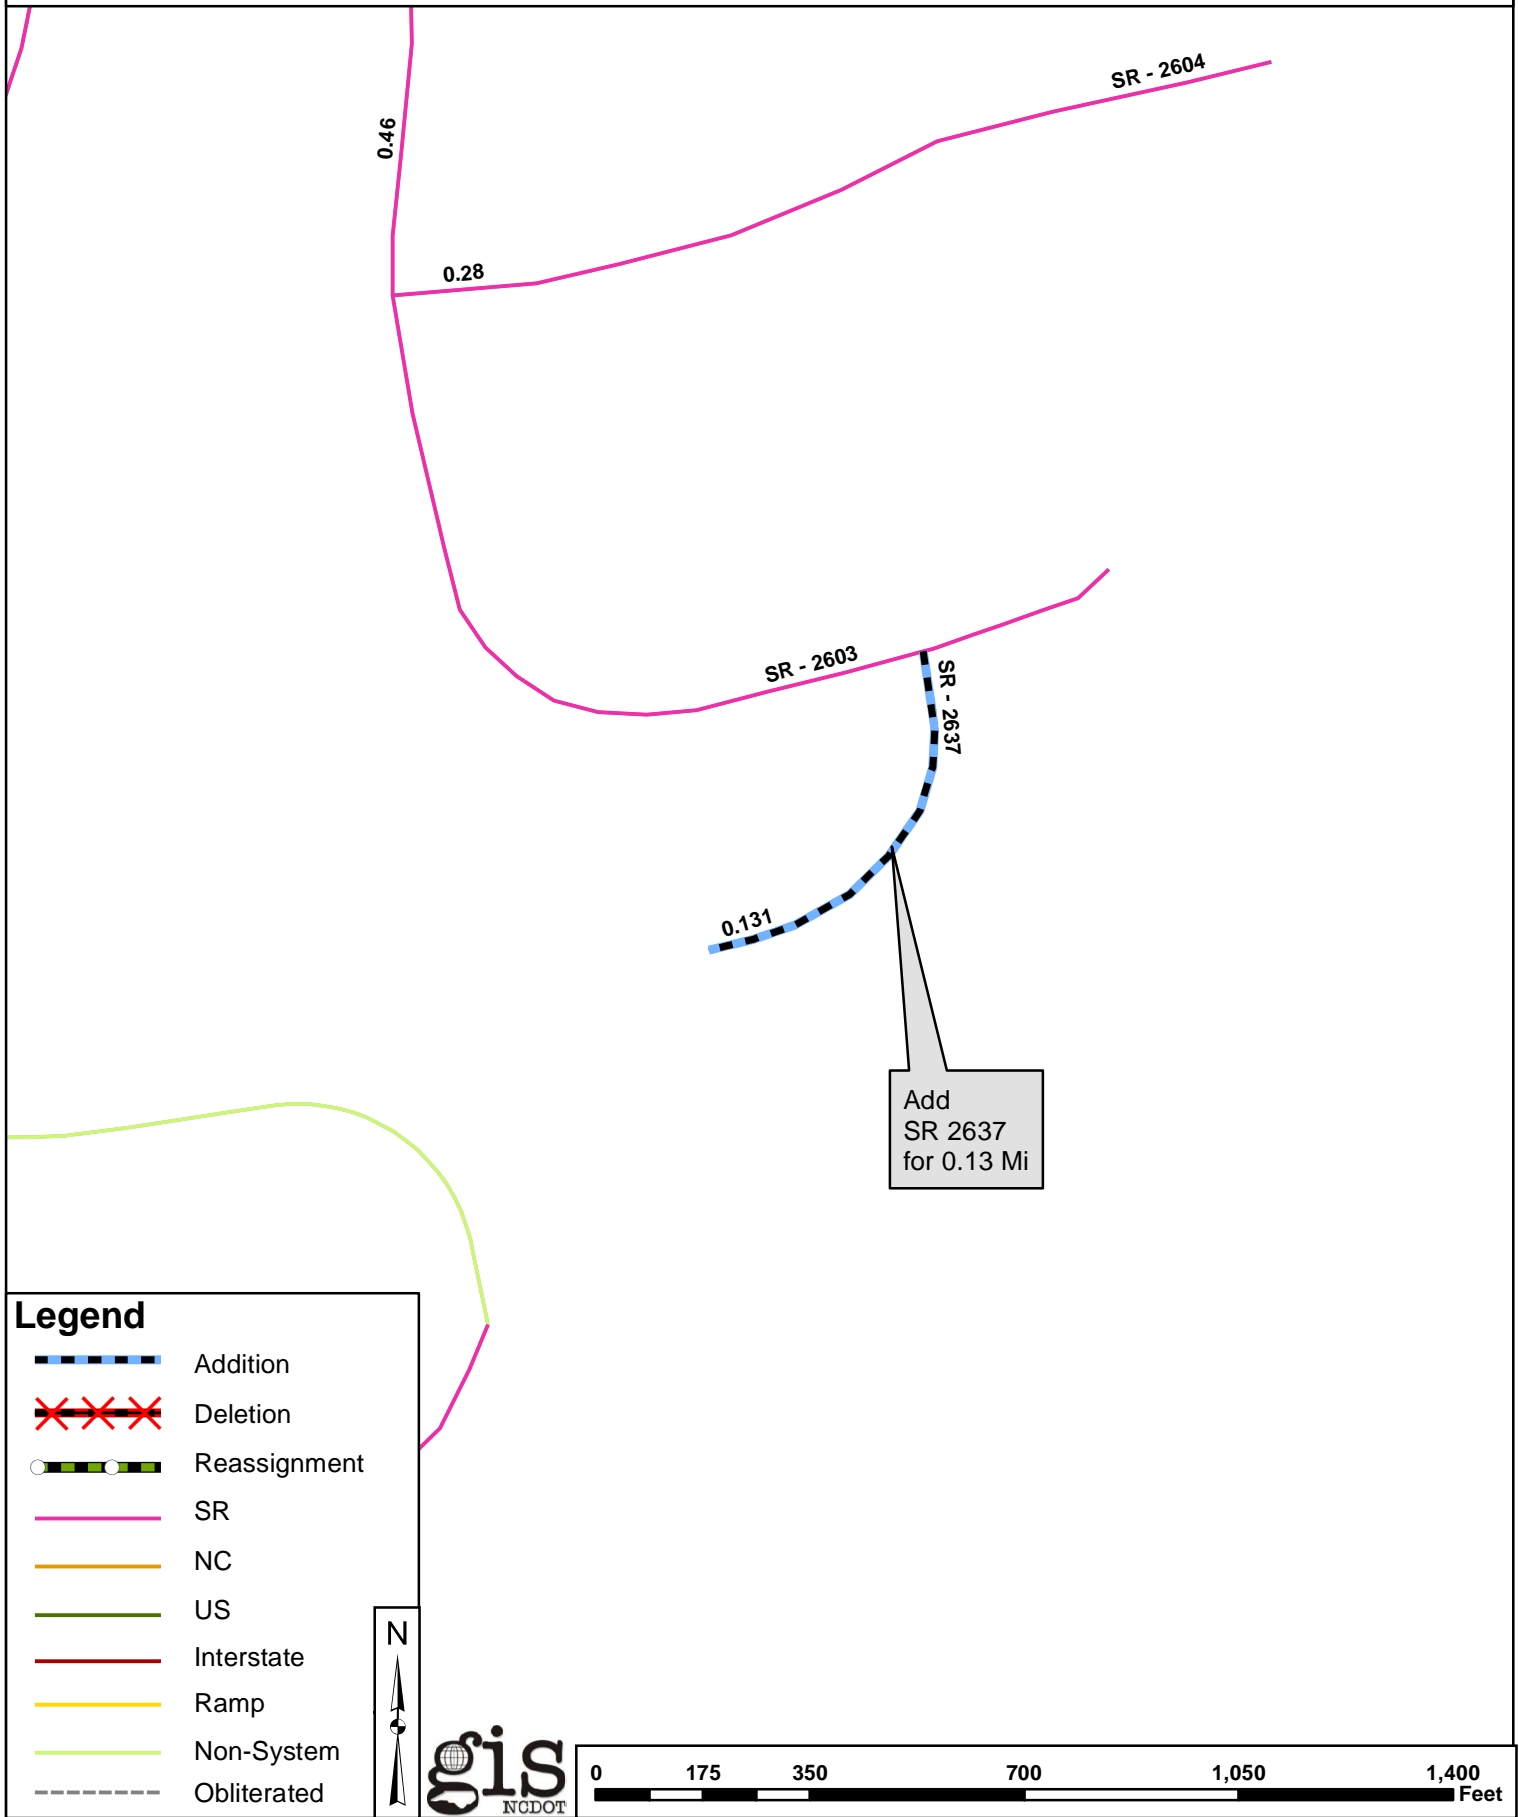 SR - 2604
0.46
0.28
SR - 2603
SR - 2637
0.131
Add
SR 2637
for 0.13 Mi
Legend
Addition
Deletion
Reassignment
SR
NC
US
Interstate
Ramp
Non-System
Obliterated
N
gis
NCDOT
0 175 350 700 1,050 1,400
Feet